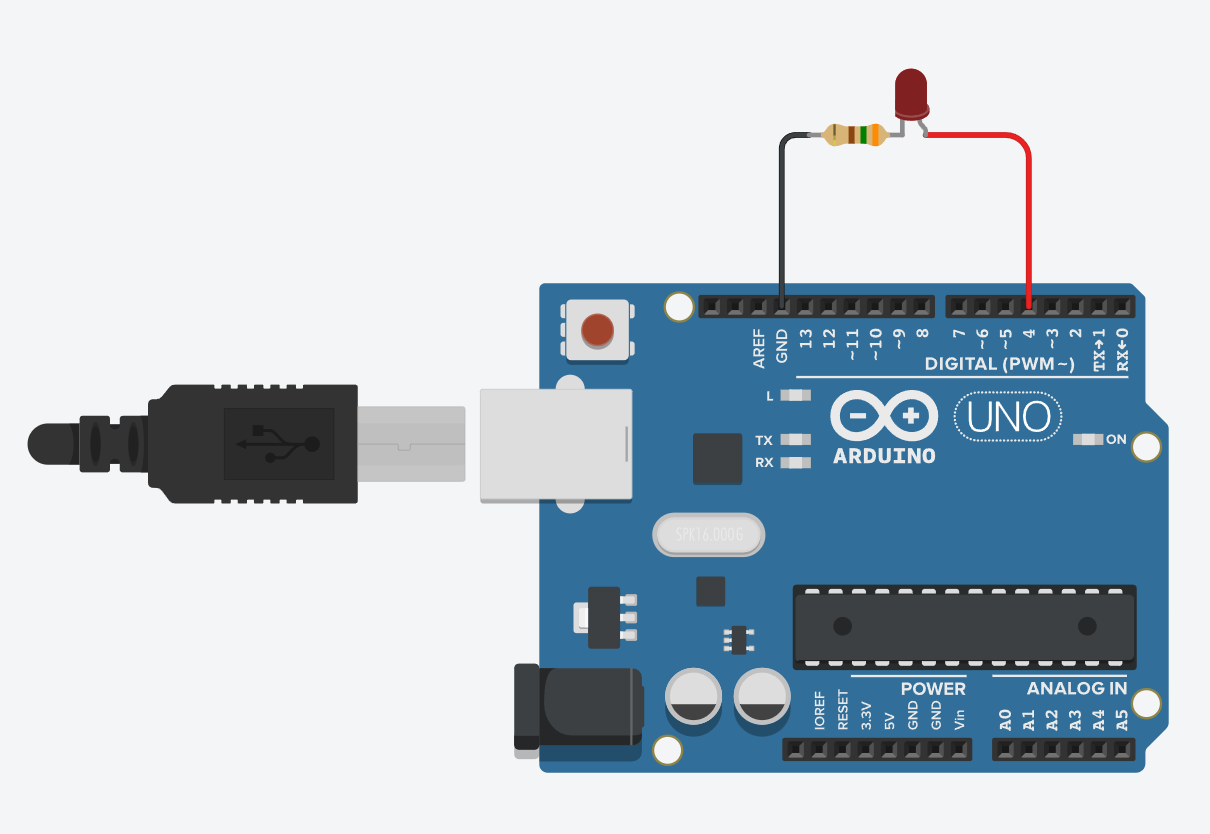 AREF
GND
13
12
~11
~10
~9
8
7
~6
~5
4
~3
2
TX→1
RX←0
DIGITAL (PWM~)
L
TX
RX
UNO
ON
ARDUINO
SPK16.000G
POWER
ANALOG IN
IOREF
RESET
3.3V
5V
GND
GND
Vin
A0
A1
A2
A3
A4
A5